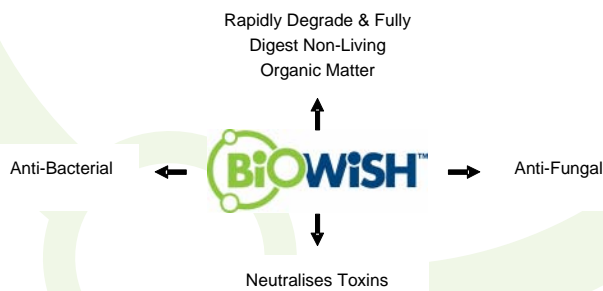 Rapidly Degrade & Fully
Digest Non-Living
Organic Matter
Anti-Bacterial
BiOWiSH™
Anti-Fungal
Neutralises Toxins